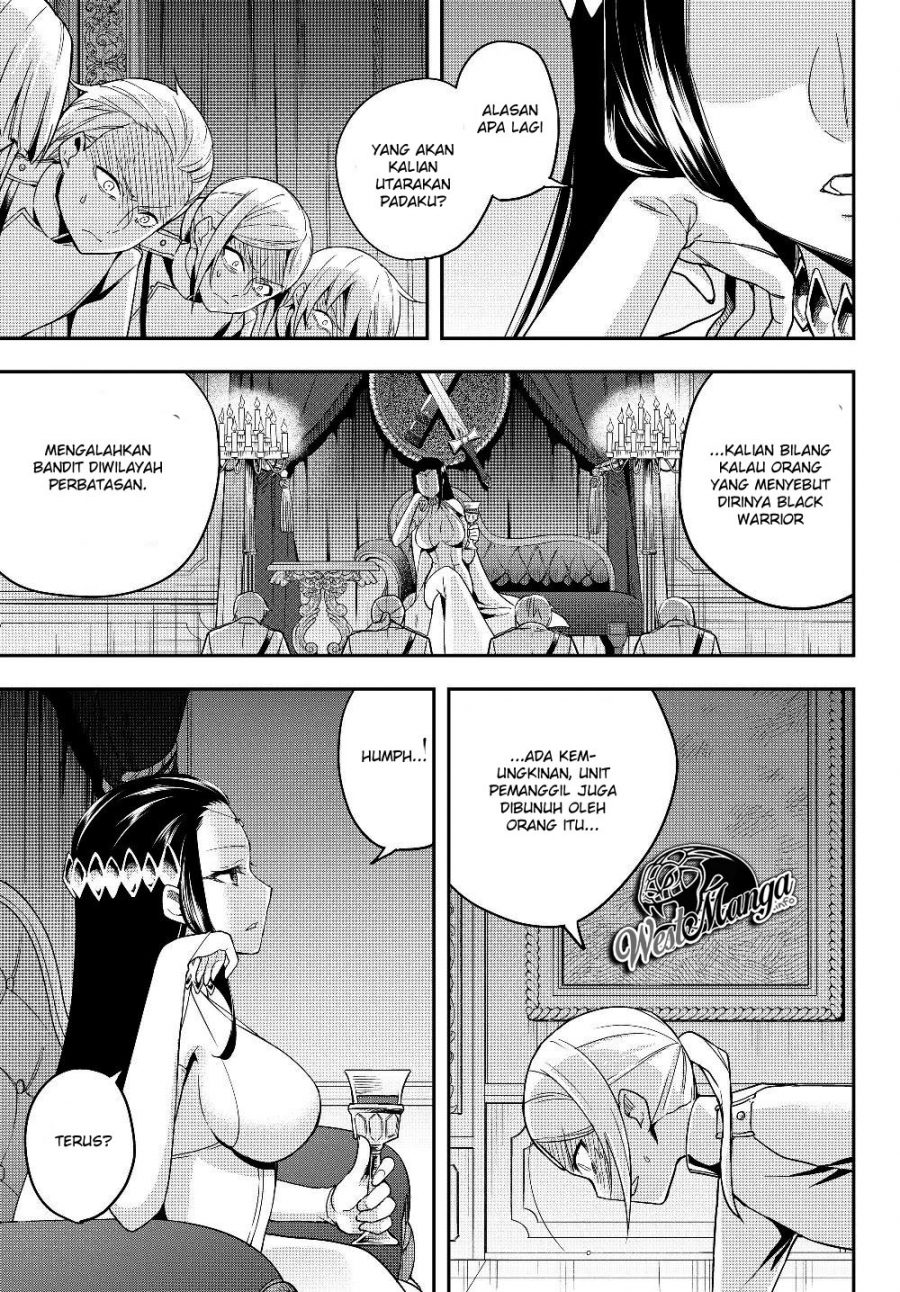 ALASAN
APA LAGI
YANG AKAN
KALIAN
UTARAKAN
PADAKU?
...KALIAN BILANG
KALAU ORANG
YANG MENYEBUT
DIRINYA BLACK
WARRIOR
MENGALAHKAN
BANDIT DIWILAYAH
PERBATASAN.
...ADA KEM-
UNGKINAN, UNIT
PEMANGGIL JUGA
DIBUNUH OLEH
ORANG ITU...
WestManga
.info
HUMPH...!
TERUS?